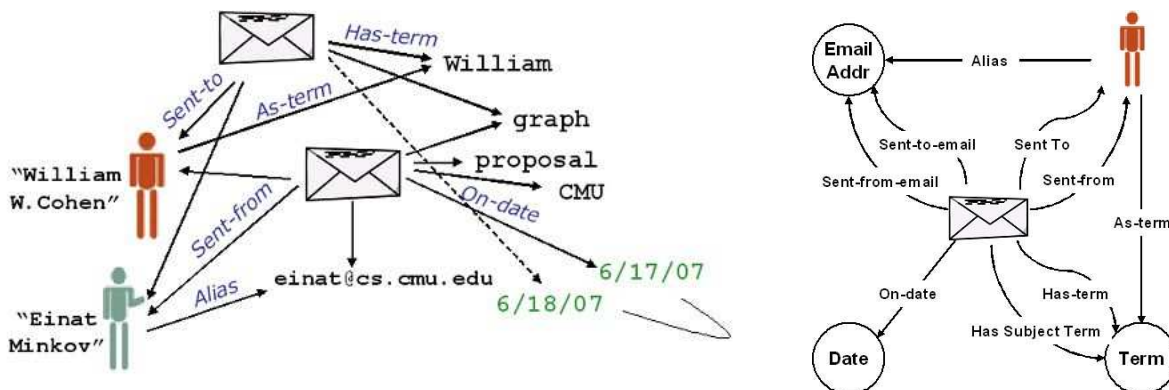 Has-term
William
Sent-to
As-term
graph
proposal
CMU
"William
W.Cohen"
Sent-from
On-date
einat@cs.cmu.edu
6/17/07
6/18/07
Alias
"Einat
Minkov"
Email
Addr
Alias
Sent-to-email
Sent To
Sent-from-email
Sent-from
As-term
On-date
Has-term
Has Subject Term
Date
Term